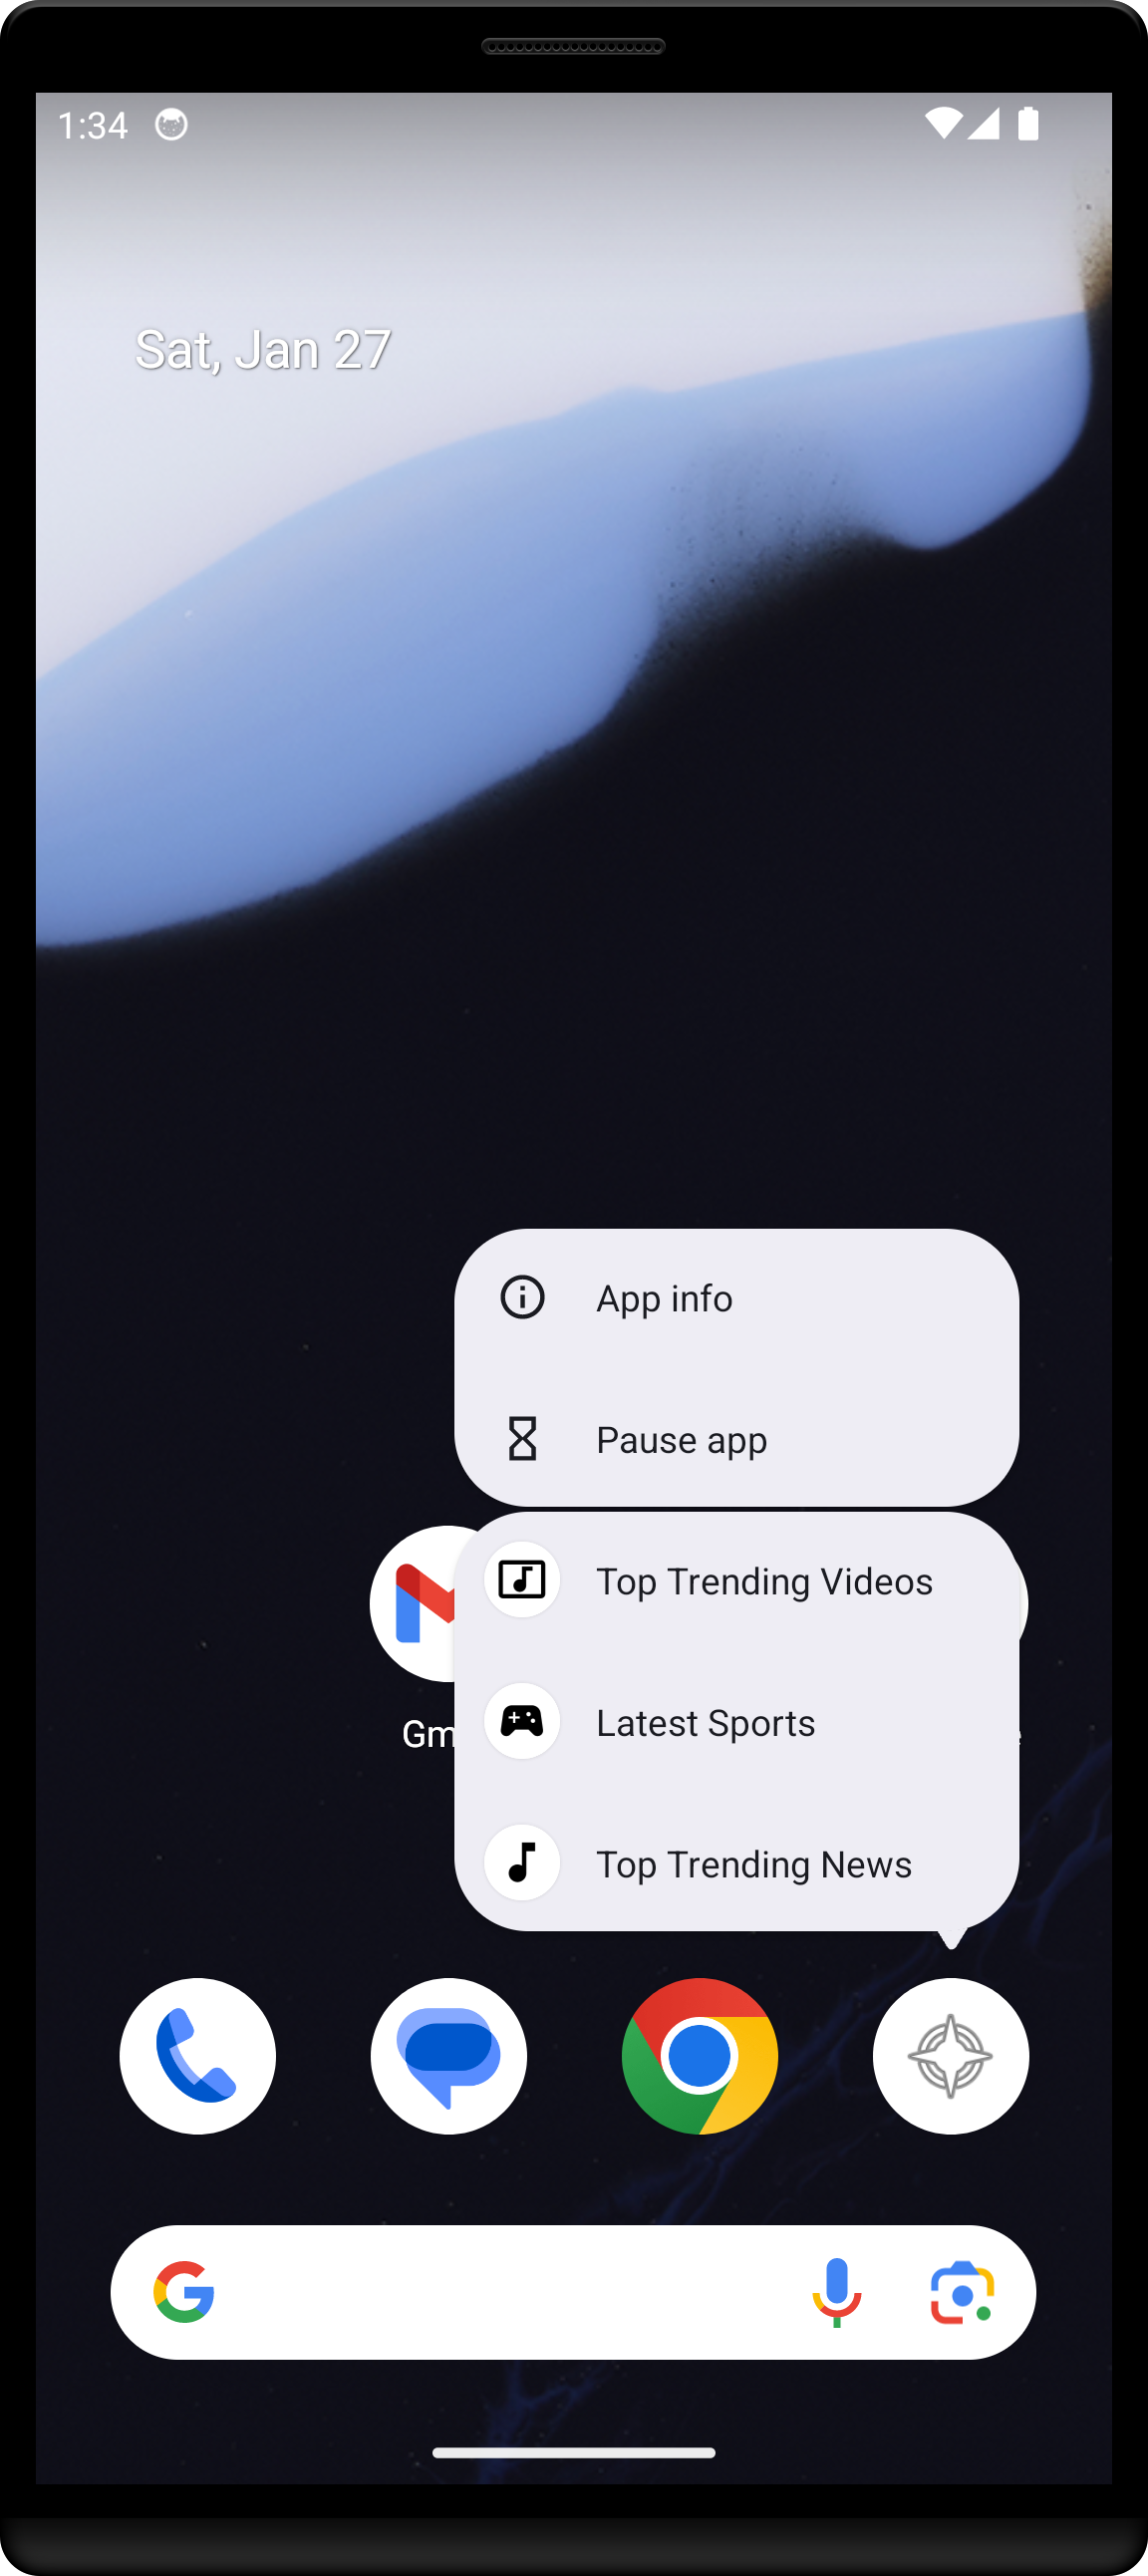 1:34
Sat, Jan 27
App info
Pause app
Top Trending Videos
Gm
Latest Sports
Top Trending News